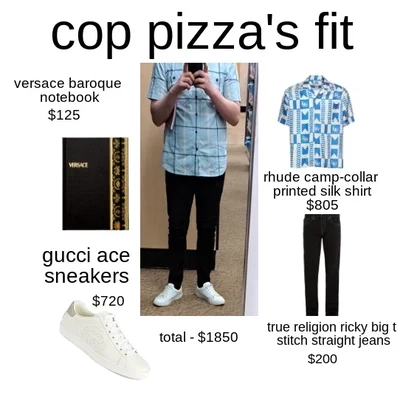 cop pizza's fit
versace baroque
notebook
$125
VERSACE
gucci ace
sneakers
$720
rhude camp-collar
printed silk shirt
$805
true religion ricky big t
stitch straight jeans
$200
total - $1850